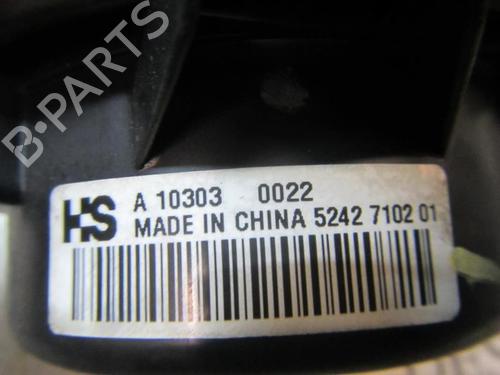 B-PARTS
HS A 10303 0022
MADE IN CHINA 5242 7102 01